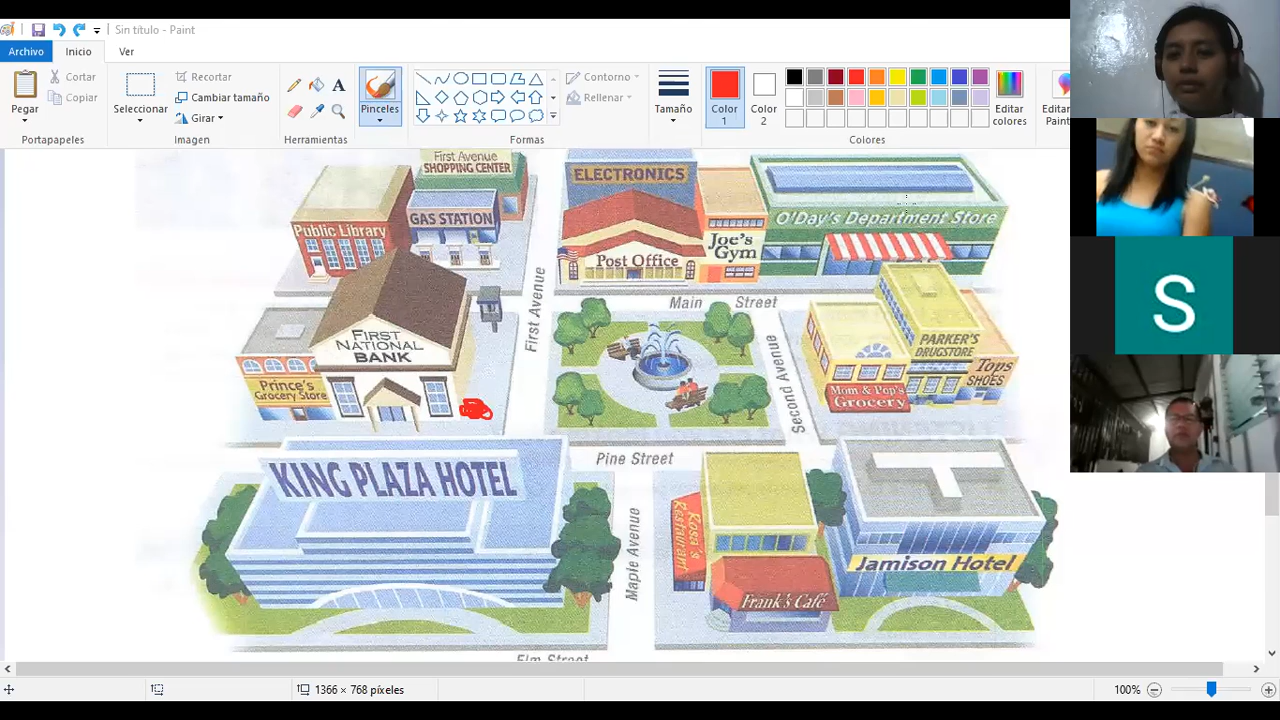 Sin título - Paint
Archivo
Inicio
Ver
Pegar
Cortar
Copiar
Portapapeles
Seleccionar
Recortar
Cambiar tamaño
Girar
Imagen
A
Herramientas
Pinceles
Contorno
Rellenar
Formas
Tamaño
Color
1
Color
2
Editar
colores
Colores
Editar
Paint
S
First Avenue
SHOPPING CENTER
Public Library
GAS STATION
ELECTRONICS
Post Office
Joe's
Gym
O'Day's Department Store
Main Street
First Avenue
FIRST
NATIONAL
BANK
Prince's
Grocery Store
Second Avenue
PARKER'S
DRUGSTORE
Tops
SHOES
Mom & Pop's
Grocery
Pine Street
KING PLAZA HOTEL
Maple Avenue
Rosa's
Restaurant
Frank's Café
Jamison Hotel
Elm Street
1366 × 768 píxeles
100%